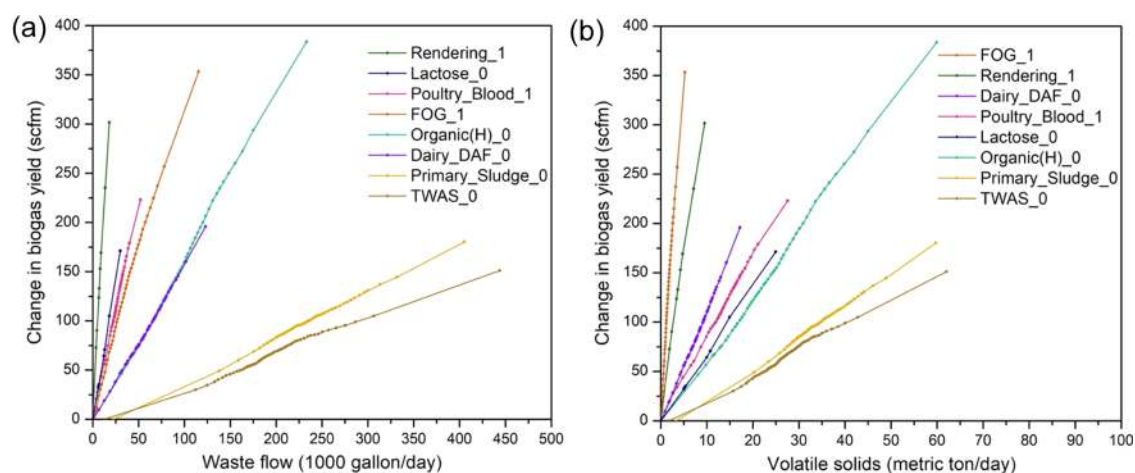 (a)
Change in biogas yield (scfm)
400
350
300
250
200
150
100
50
0
Rendering_1
Lactose_0
Poultry_Blood_1
FOG_1
Organic(H)_0
Dairy_DAF_0
Primary_Sludge_0
TWAS_0
0 50 100 150 200 250 300 350 400 450 500
Waste flow (1000 gallon/day)
(b)
Change in biogas yield (scfm)
400
350
300
250
200
150
100
50
0
FOG_1
Rendering_1
Dairy_DAF_0
Poultry_Blood_1
Lactose_0
Organic(H)_0
Primary_Sludge_0
TWAS_0
0 10 20 30 40 50 60 70 80 90 100
Volatile solids (metric ton/day)